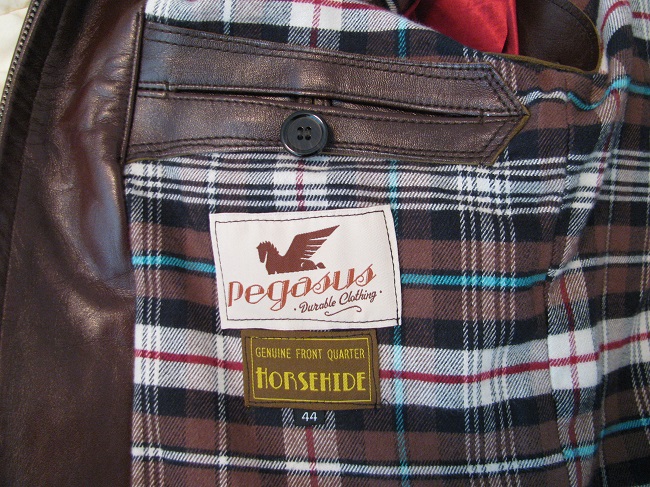 Pegasus
· Durable Clothing ·
GENUINE FRONT QUARTER
HORSEHIDE
44